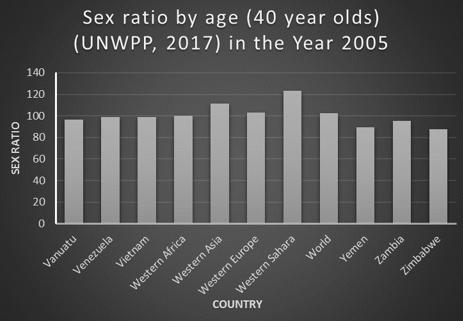 Sex ratio by age (40 year olds)
(UNWPP, 2017) in the Year 2005
140
120
100
80
60
40
20
0
SEX RATIO
Vanuatu
Venezuela
Vietnam
Western Africa
Western Asia
Western Europe
Western Sahara
World
Yemen
Zambia
Zimbabwe
COUNTRY